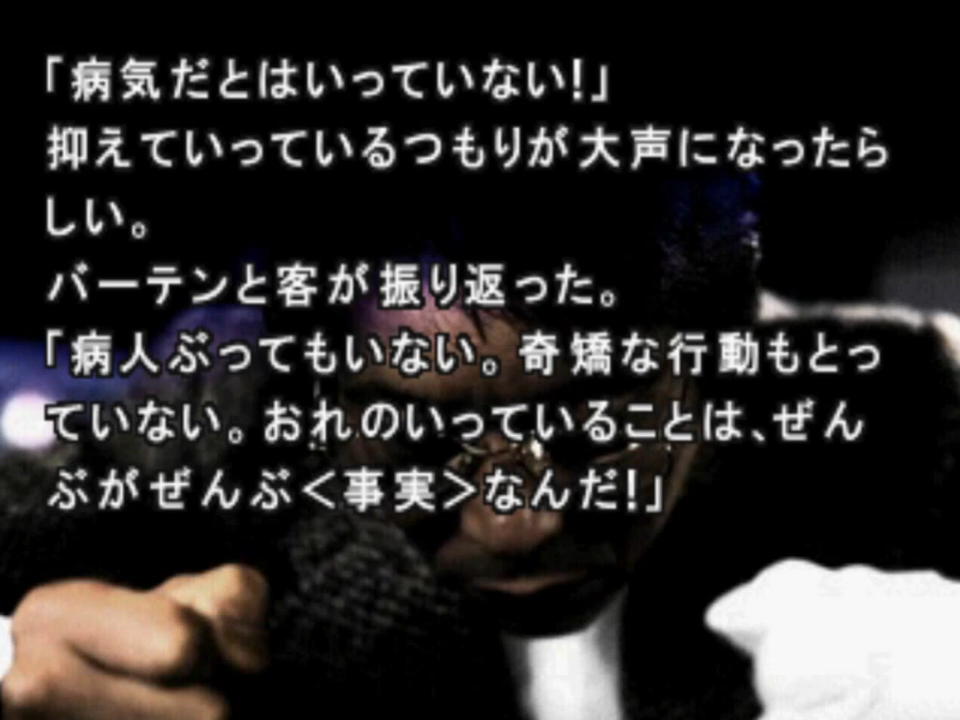 「病気だとはいっていない!」
抑えていっているつもりが大声になったら
しい。
バーテンと客が振り返った。
「病人ぶってもいない。奇矯な行動もとっ
ていない。おれのいっていることは、ぜん
ぶがぜんぶ<事実>なんだ!」